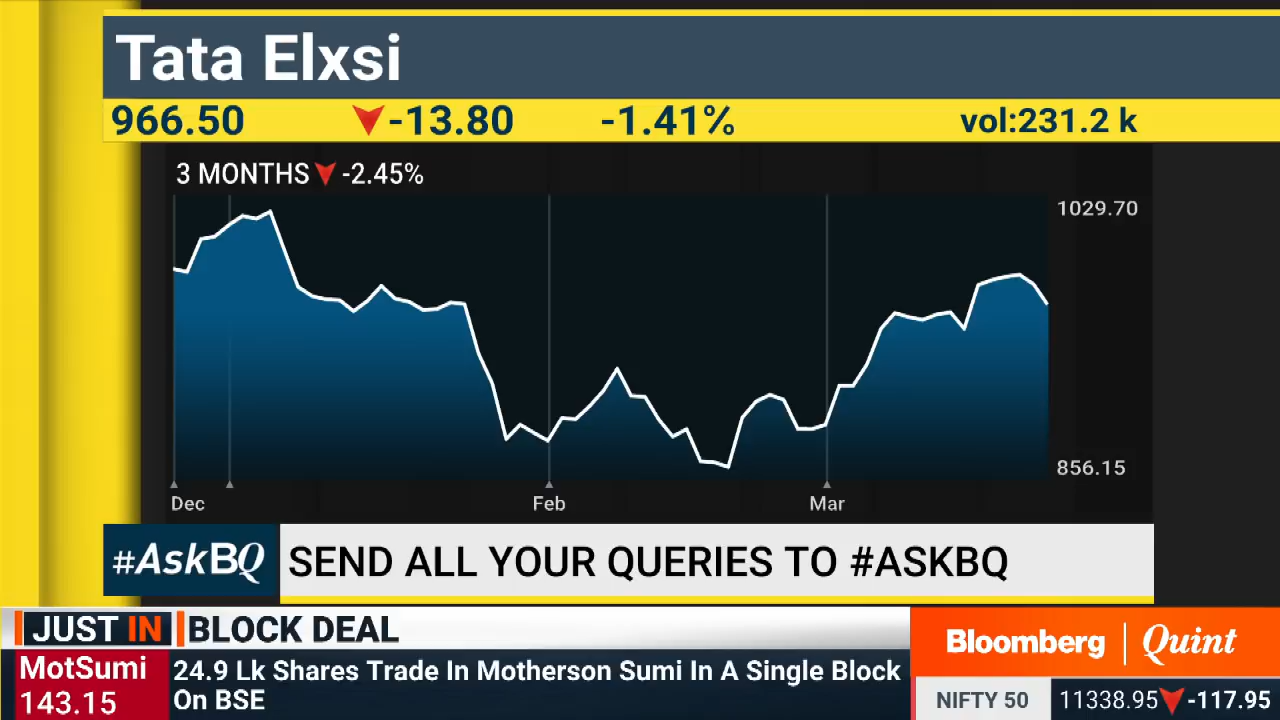 Tata Elxsi
966.50 -13.80 -1.41% vol:231.2 k
3 MONTHS -2.45%
1029.70
856.15
Dec Feb Mar
#AskBQ SEND ALL YOUR QUERIES TO #ASKBQ
JUST IN BLOCK DEAL
MotSumi
143.15
24.9 Lk Shares Trade In Motherson Sumi In A Single Block
On BSE
Bloomberg Quint
NIFTY 50 11338.95 -117.95